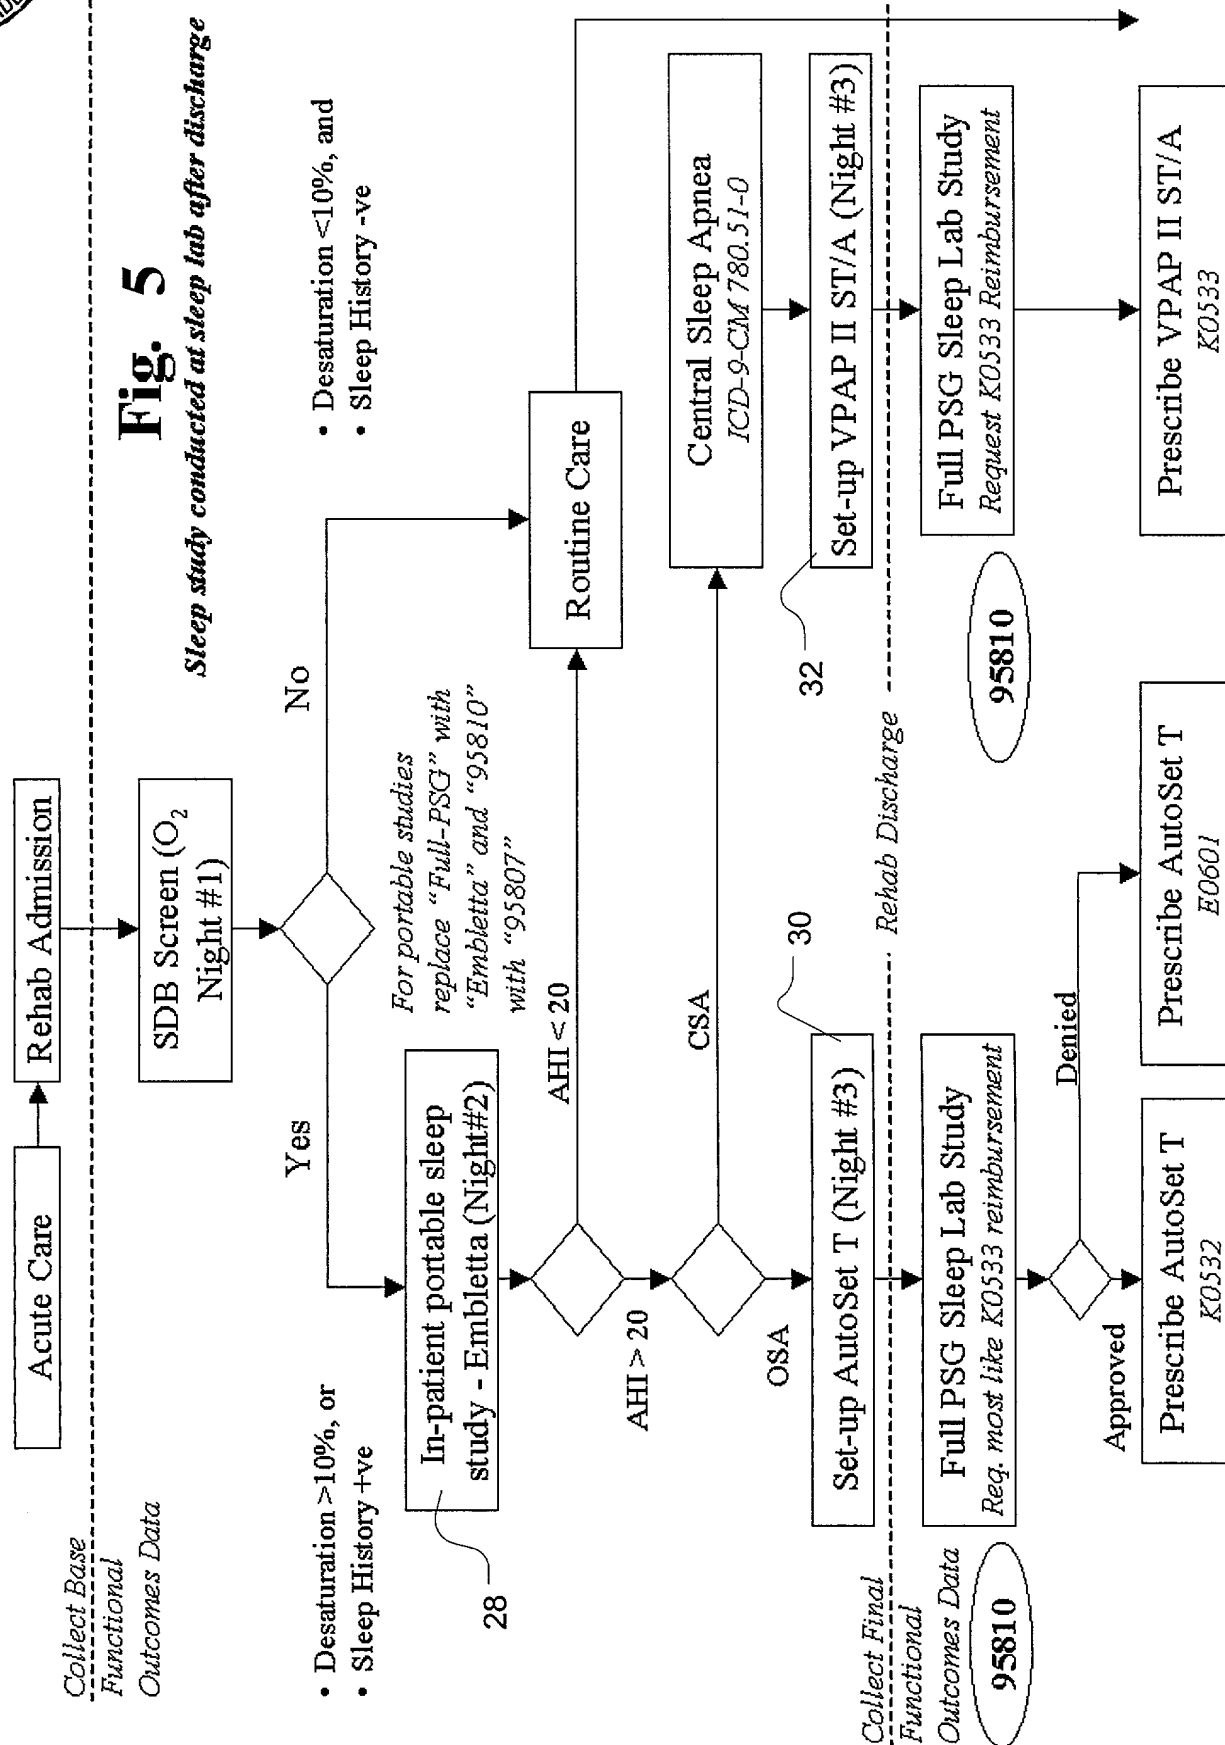 Fig. 5
Sleep study conducted at sleep lab after discharge
Acute Care
Rehab Admission
Collect Base
Functional
Outcomes Data
SDB Screen (O2
Night #1)
Yes
No
• Desaturation >10%, or
• Sleep History +ve
• Desaturation <10%, and
• Sleep History -ve
In-patient portable sleep
study - Embletta (Night#2)
28
For portable studies
replace "Full-PSG" with
"Embletta" and "95810"
with "95807"
AHI < 20
Routine Care
AHI > 20
CSA
Central Sleep Apnea
ICD-9-CM 780.51-0
OSA
Set-up AutoSet T (Night #3)
30
Set-up VPAP II ST/A (Night #3)
32
Rehab Discharge
Collect Final
Functional
Outcomes Data
95810
Full PSG Sleep Lab Study
Req. most like K0533 reimbursement
95810
Full PSG Sleep Lab Study
Request K0533 Reimbursement
Approved
Denied
Prescribe AutoSet T
K0532
Prescribe AutoSet T
E0601
Prescribe VPAP II ST/A
K0533